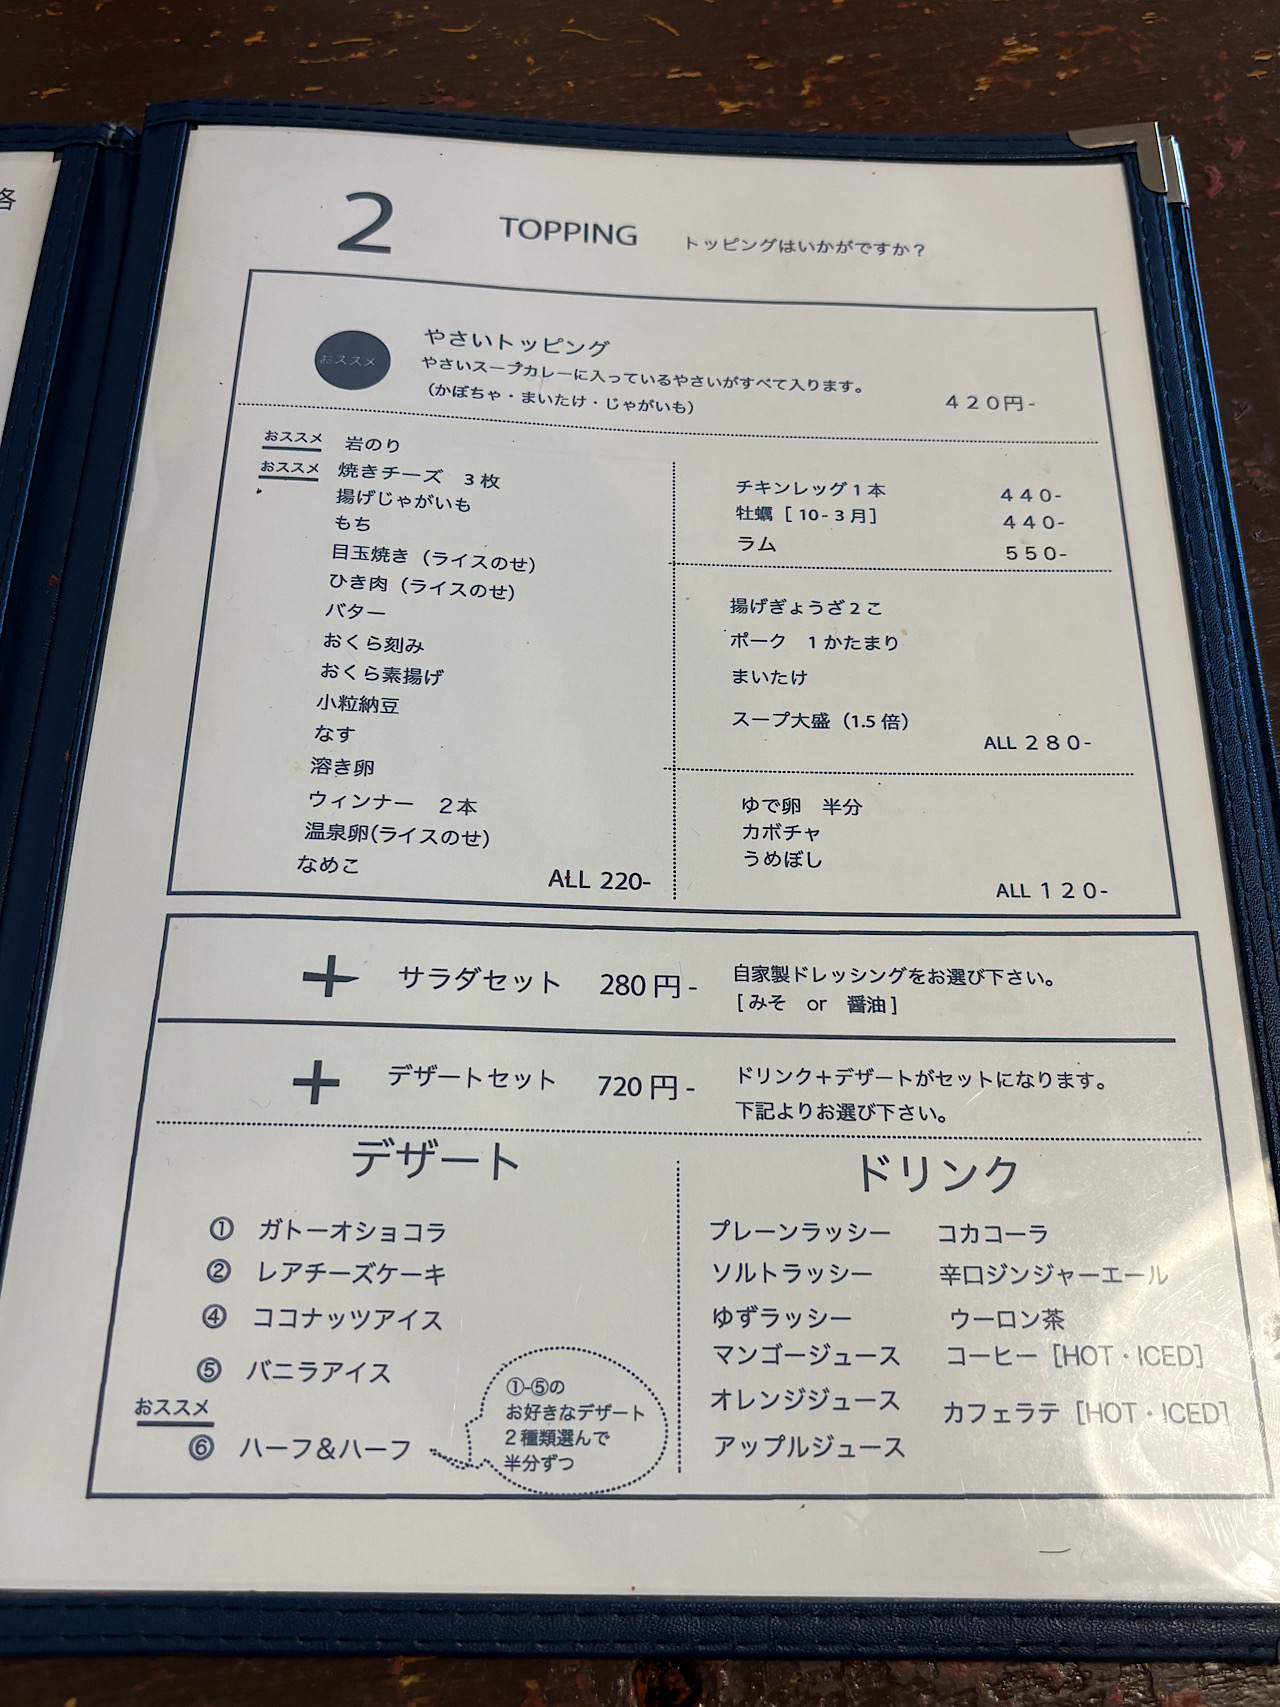 2 TOPPING トッピングはいかがですか？
おススメ
やさいトッピング
やさいスープカレーに入っているやさいがすべて入ります。
（かぼちゃ・まいたけ・じゃがいも）
４２０円-
おススメ 岩のり
おススメ 焼きチーズ　3 枚
揚げじゃがいも
もち
目玉焼き（ライスのせ）
ひき肉（ライスのせ）
バター
おくら刻み
おくら素揚げ
小粒納豆
なす
溶き卵
ウィンナー　２本
温泉卵(ライスのせ)
なめこ
ALL 220-
チキンレッグ 1 本 ４４０-
牡蠣［ 10- 3 月］ ４４０-
ラム ５５０-
揚げぎょうざ 2 こ
ポーク　1 かたまり
まいたけ
スープ大盛（1.5 倍）
ALL ２８０-
ゆで卵　半分
カボチャ
うめぼし
ALL １２０-
＋ サラダセット 280 円 - 自家製ドレッシングをお選び下さい。
[ みそ　or　醤油 ]
＋ デザートセット 720 円 - ドリンク＋デザートがセットになります。
下記よりお選び下さい。
デザート
① ガトーオショコラ
② レアチーズケーキ
④ ココナッツアイス
⑤ バニラアイス
おススメ
⑥ ハーフ＆ハーフ
①-⑤の
お好きなデザート
２種類選んで
半分ずつ
ドリンク
プレーンラッシー コカコーラ
ソルトラッシー 辛口ジンジャーエール
ゆずラッシー ウーロン茶
マンゴージュース コーヒー［HOT・ICED］
オレンジジュース カフェラテ［HOT・ICED］
アップルジュース